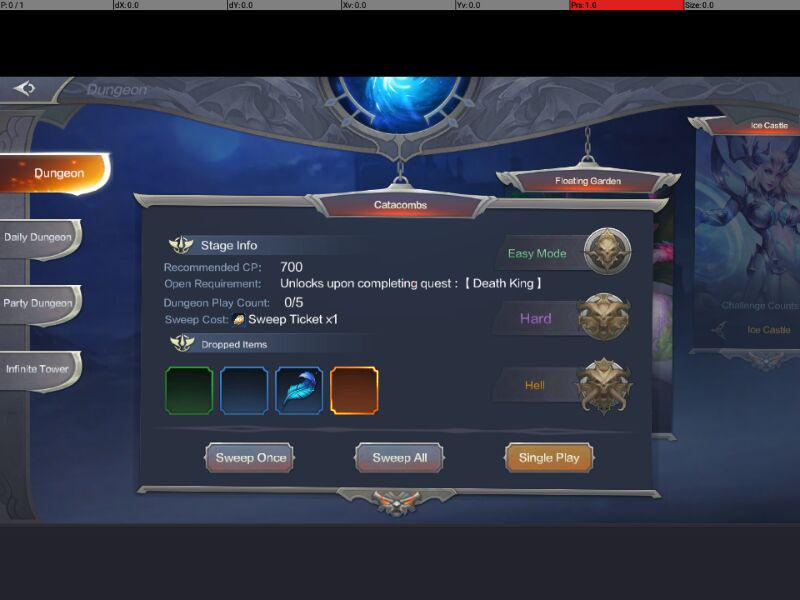 P: 0 / 1 dX: 0.0 dY: 0.0 Xv: 0.0 Yv: 0.0 Prs: 1.0 Size: 0.0
Dungeon
Ice Castle
Dungeon
Floating Garden
Catacombs
Daily Dungeon
Stage Info
Easy Mode
Recommended CP: 700
Open Requirement: Unlocks upon completing quest :【 Death King 】
Dungeon Play Count: 0/5
Party Dungeon
Challenge Counts
Sweep Cost: Sweep Ticket x1
Hard
Ice Castle
Dropped Items
Infinite Tower
Hell
Sweep Once
Sweep All
Single Play